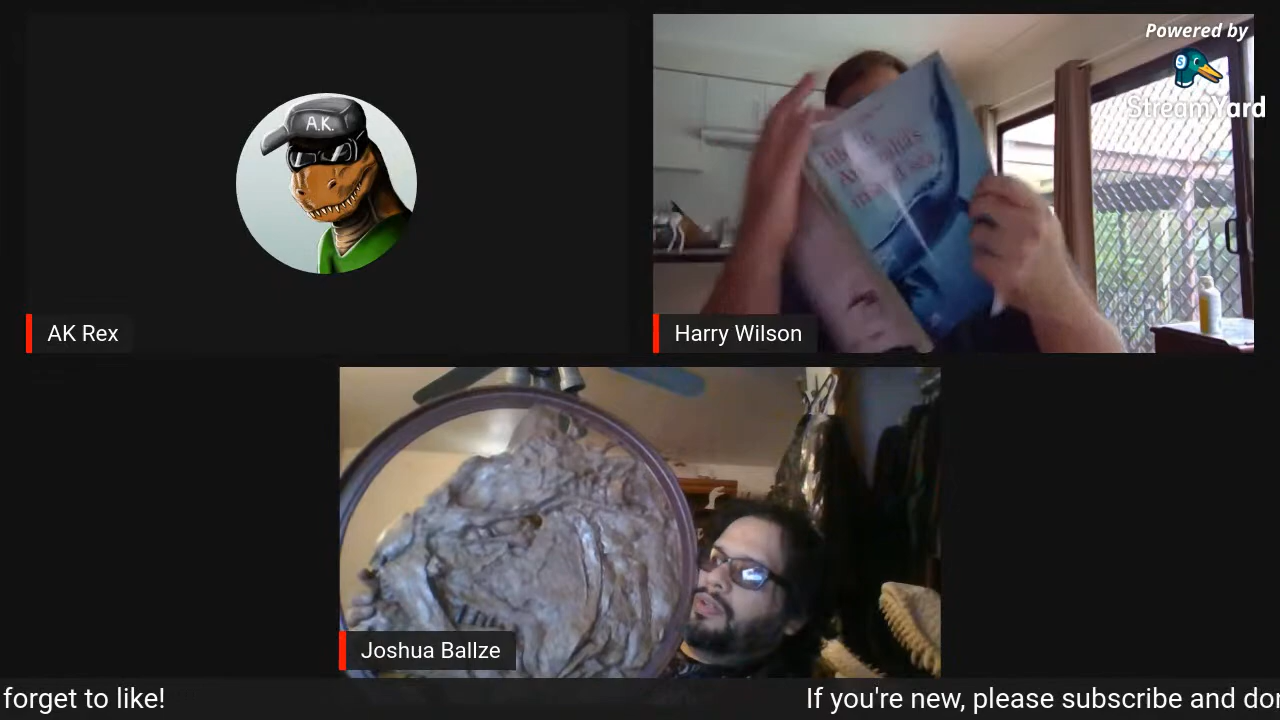 Powered by
StreamYard
A.K.
AK Rex
Harry Wilson
Joshua Ballze
forget to like!
If you're new, please subscribe and don